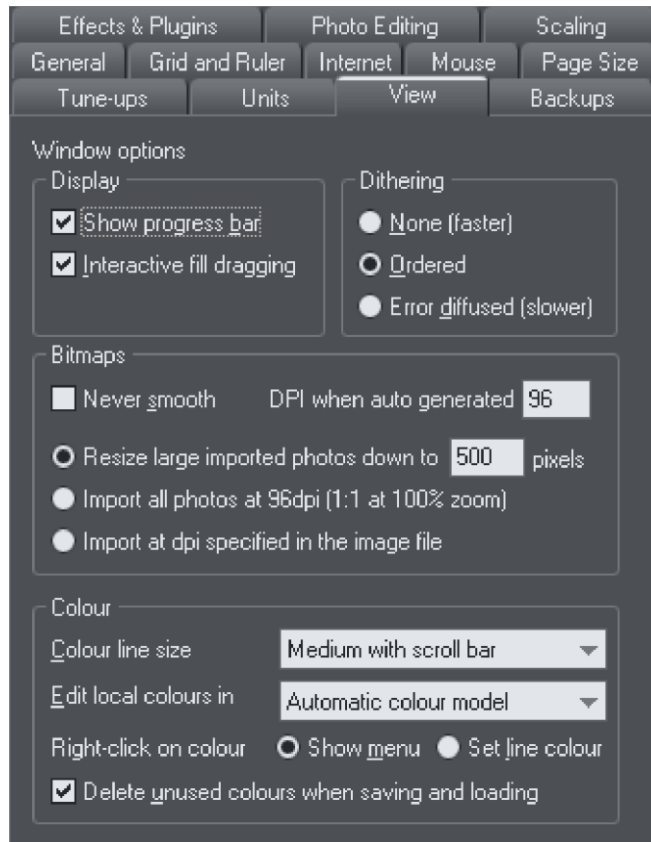 Effects & Plugins Photo Editing Scaling
General Grid and Ruler Internet Mouse Page Size
Tune-ups Units View Backups
Window options
Display Dithering
Show progress bar None (faster)
Interactive fill dragging Ordered
Error diffused (slower)
Bitmaps
Never smooth DPI when auto generated 96
Resize large imported photos down to 500 pixels
Import all photos at 96dpi (1:1 at 100% zoom)
Import at dpi specified in the image file
Colour
Colour line size Medium with scroll bar
Edit local colours in Automatic colour model
Right-click on colour Show menu Set line colour
Delete unused colours when saving and loading